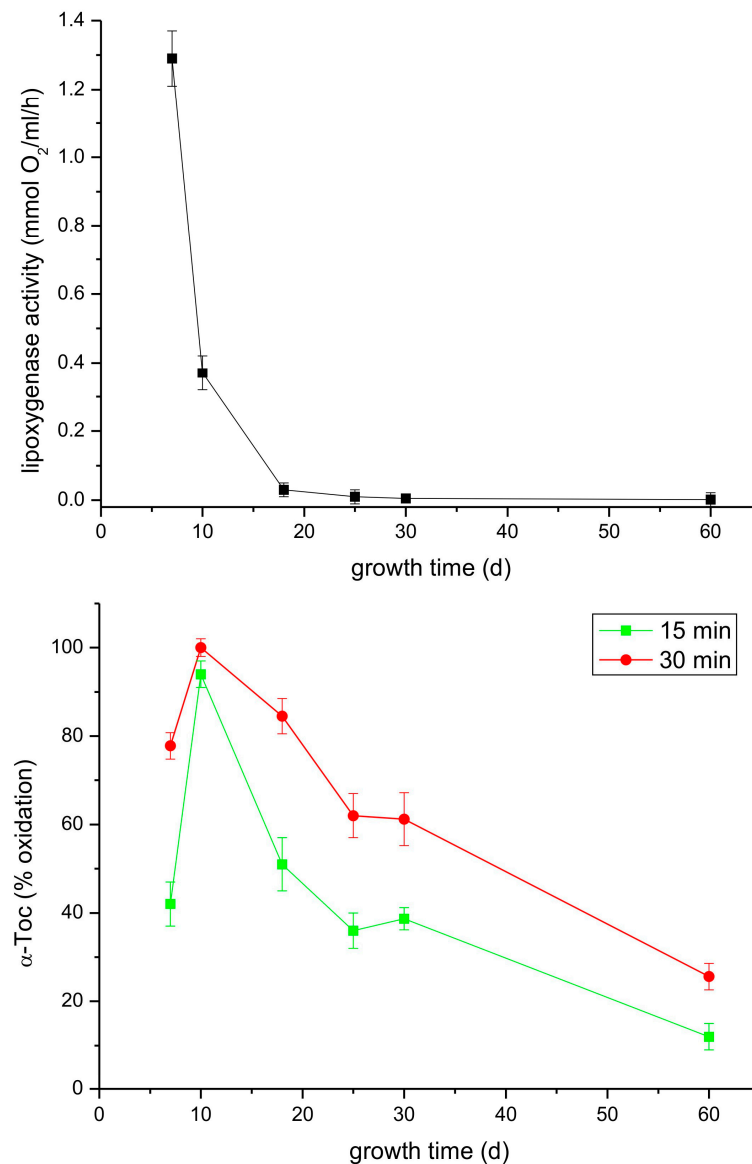 1.4
1.2
1.0
0.8
0.6
0.4
0.2
0.0
lipoxygenase activity (mmol O₂/ml/h)
0 10 20 30 40 50 60
growth time (d)
15 min
30 min
100
80
60
40
20
0
α-Toc (% oxidation)
0 10 20 30 40 50 60
growth time (d)